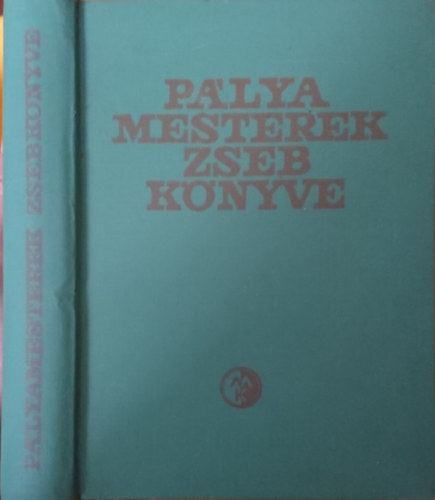 PÁLYA
MESTEREK
ZSEB
KÖNYVE
PÁLYAMESTEREK ZSEBKÖNYVE